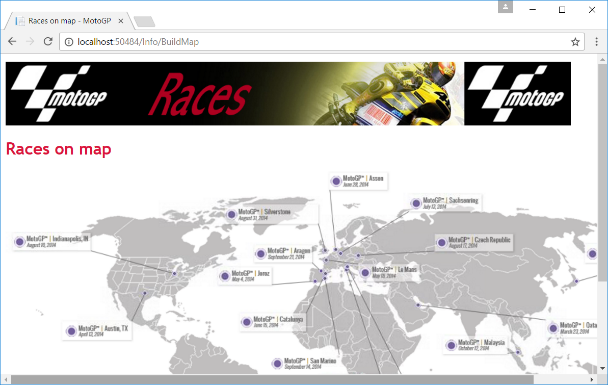 Races on map - MotoGP
localhost:50484/Info/BuildMap
MotoGP Races MotoGP
Races on map
MotoGP™ | Assen
June 28, 2014
MotoGP™ | Sachsenring
July 13, 2014
MotoGP™ | Silverstone
August 31, 2014
MotoGP™ | Indianapolis, IN
August 10, 2014
MotoGP™ | Czech Republic
August 17, 2014
MotoGP™ | Aragon
September 21, 2014
MotoGP™ | Jerez
May 4, 2014
MotoGP™ | Le Mans
May 18, 2014
MotoGP™ | Catalunya
June 15, 2014
MotoGP™ | Austin, TX
April 13, 2014
MotoGP™ | Qata
March 23, 2014
MotoGP™ | Malaysia
October 12, 2014
MotoGP™ | San Marino
September 14, 2014